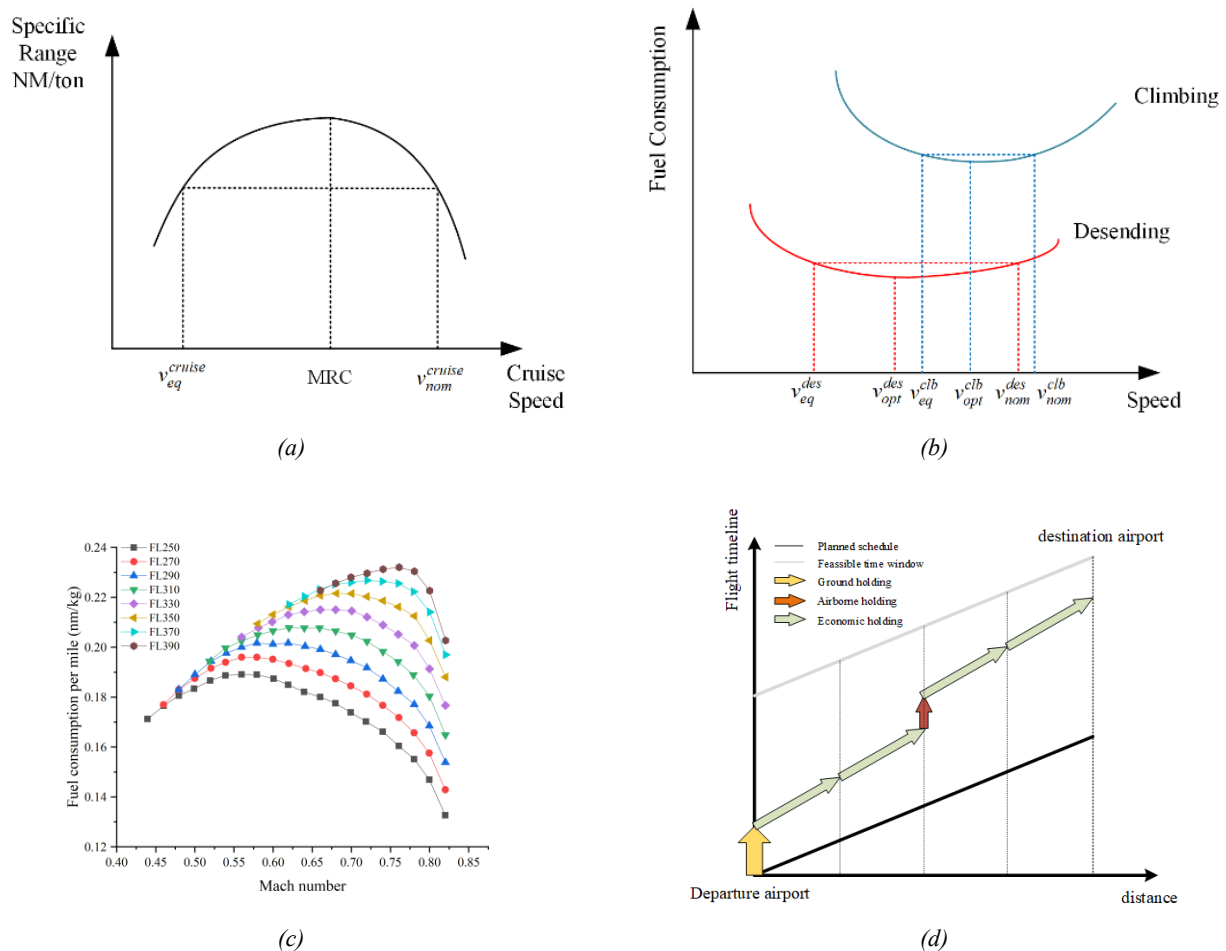 Specific
Range
NM/ton
v_eq^cruise
MRC
v_nom^cruise
Cruise
Speed
(a)
Fuel Consumption
Climbing
Desending
v_eq^des
v_opt^des
v_eq^clb
v_opt^clb
v_nom^des
v_nom^clb
Speed
(b)
FL250
FL270
FL290
FL310
FL330
FL350
FL370
FL390
Fuel consumption per mile (nm/kg)
0.24
0.22
0.20
0.18
0.16
0.14
0.12
0.40 0.45 0.50 0.55 0.60 0.65 0.70 0.75 0.80 0.85
Mach number
(c)
Flight timeline
Planned schedule
Feassible time window
Ground holding
Airborne holding
Economic holding
destination airport
Departure airport
distance
(d)